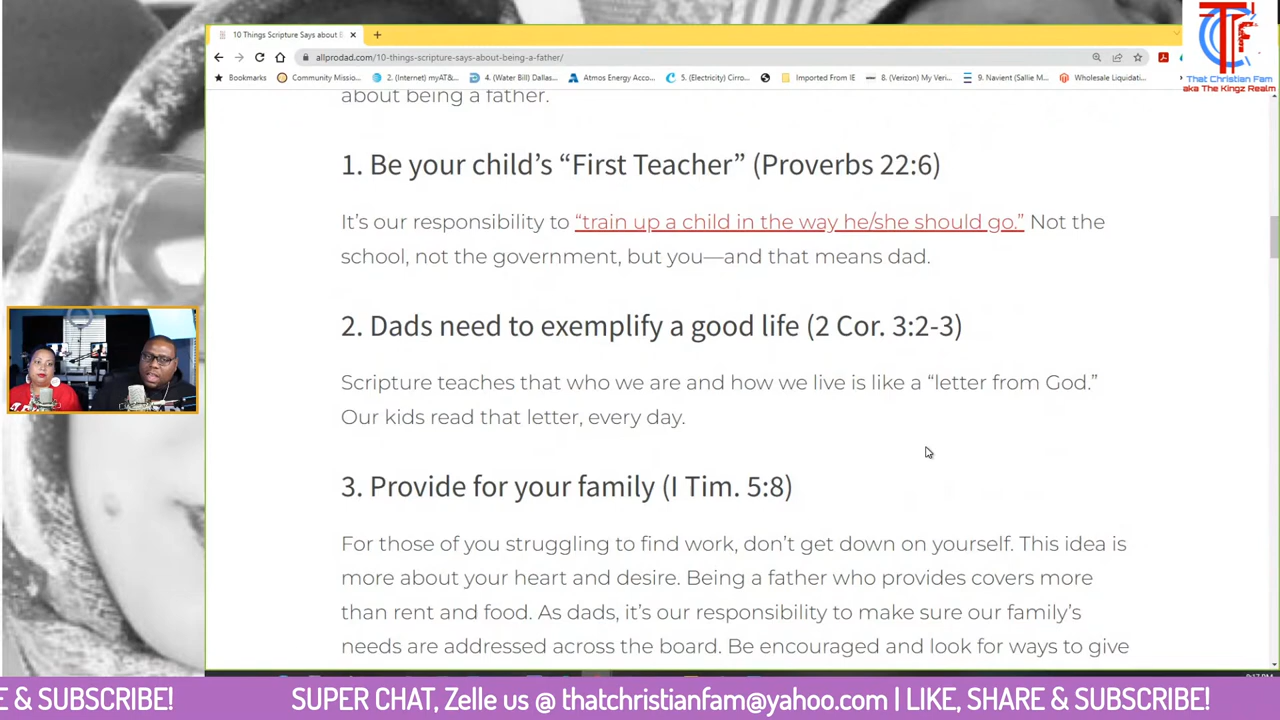 10 Things Scripture Says about B
allprodad.com/10-things-scripture-says-about-being-a-father/
Bookmarks
Community Missio...
2. (Internet) myAT&...
4. (Water Bill) Dallas...
Atmos Energy Acco...
5. (Electricity) Cirro...
Imported From IE
8. (Verizon) My Veri...
9. Navient (Sallie M...
Wholesale Liquidati...
That Christian Fam
aka The Kingz Realm
about being a father.
1. Be your child’s “First Teacher” (Proverbs 22:6)
It’s our responsibility to “train up a child in the way he/she should go.” Not the
school, not the government, but you—and that means dad.
2. Dads need to exemplify a good life (2 Cor. 3:2-3)
Scripture teaches that who we are and how we live is like a “letter from God.”
Our kids read that letter, every day.
3. Provide for your family (I Tim. 5:8)
For those of you struggling to find work, don’t get down on yourself. This idea is
more about your heart and desire. Being a father who provides covers more
than rent and food. As dads, it’s our responsibility to make sure our family’s
needs are addressed across the board. Be encouraged and look for ways to give
E & SUBSCRIBE! SUPER CHAT, Zelle us @ thatchristianfam@yahoo.com | LIKE, SHARE & SUBSCRIBE!